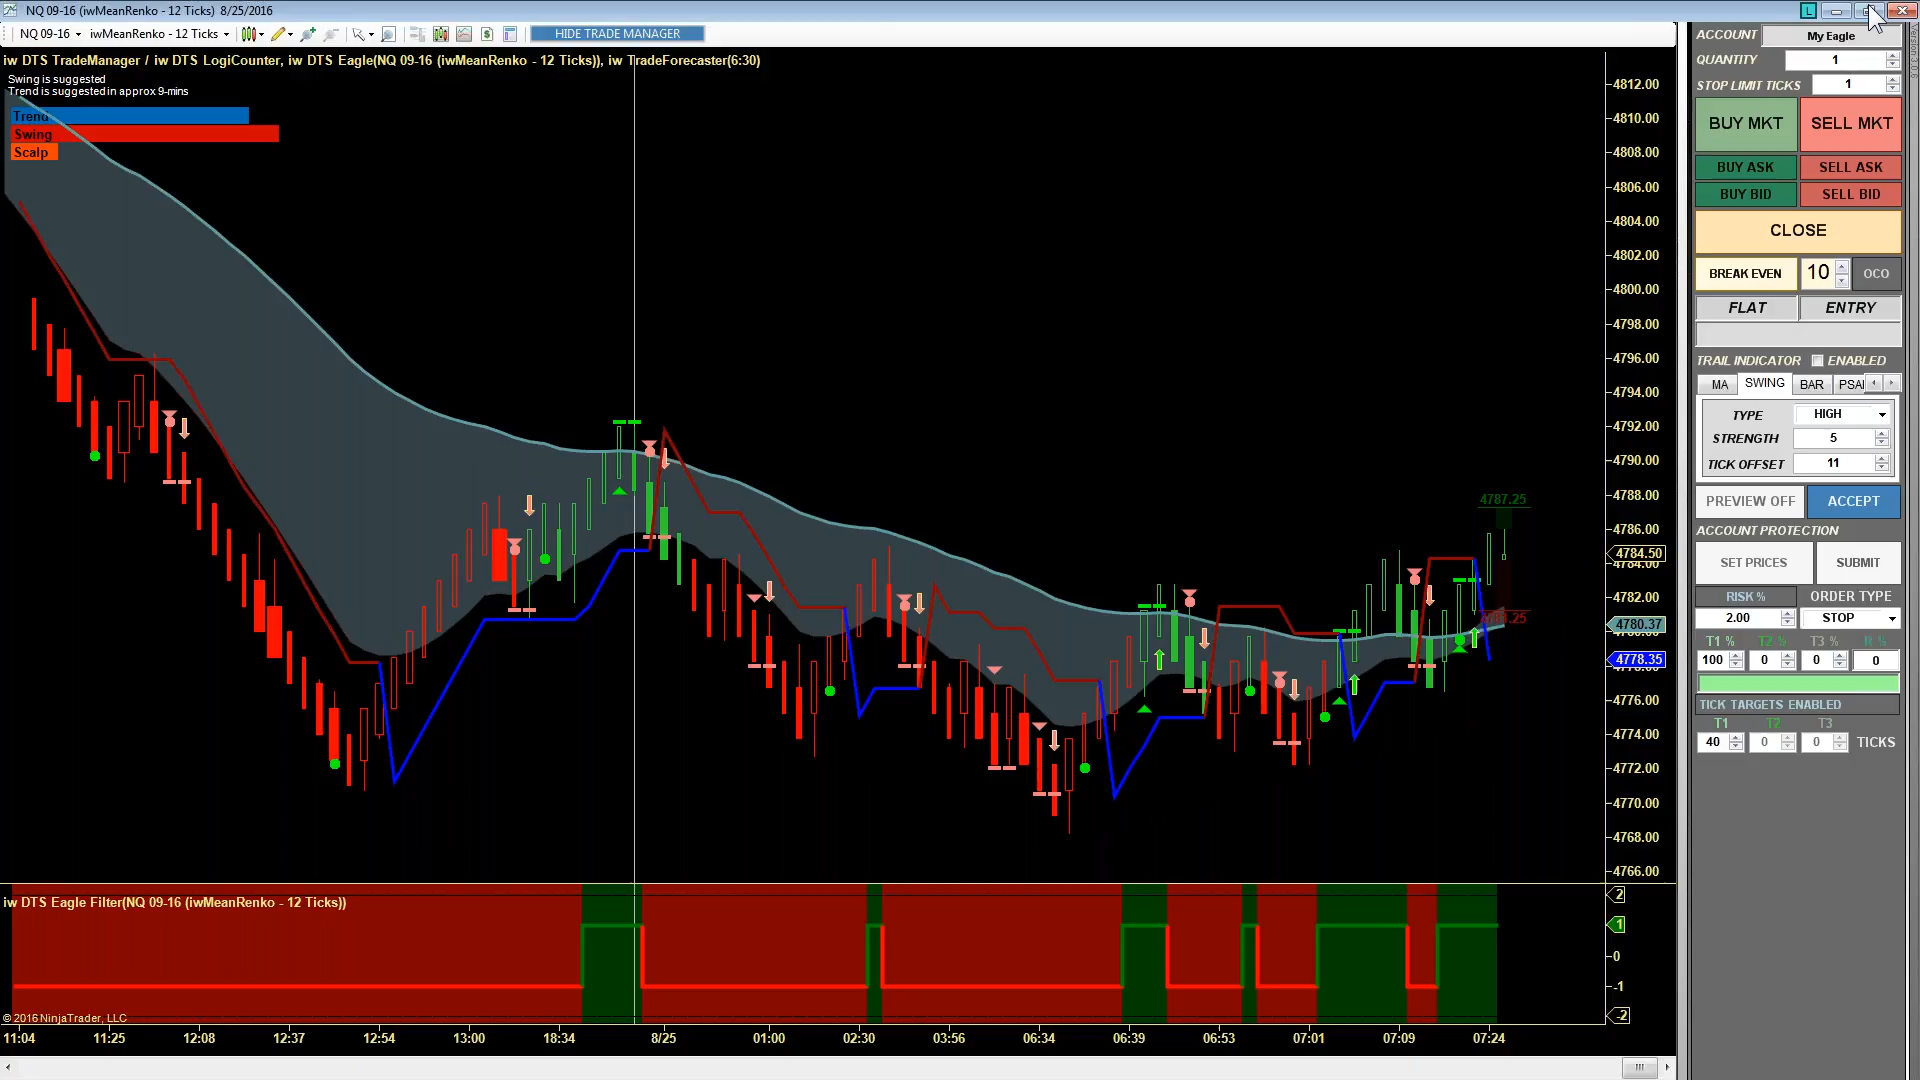 NQ 09-16 (iwMeanRenko - 12 Ticks) 8/25/2016
L
NQ 09-16 iwMeanRenko - 12 Ticks HIDE TRADE MANAGER
iw DTS TradeManager / iw DTS LogiCounter, iw DTS Eagle(NQ 09-16 (iwMeanRenko - 12 Ticks)), iw TradeForecaster(6:30)
Swing is suggested
Trend is suggested in approx 9-mins
Trend
Swing
Scalp
4787.25
4812.00
4810.00
4808.00
4806.00
4804.00
4802.00
4800.00
4798.00
4796.00
4794.00
4792.00
4790.00
4788.00
4786.00
4784.50
4784.00
4782.00
4780.37
4778.35
4776.00
4774.00
4772.00
4770.00
4768.00
4766.00
iw DTS Eagle Filter(NQ 09-16 (iwMeanRenko - 12 Ticks))
2
1
0
-1
-2
© 2016 NinjaTrader, LLC
11:04 11:25 12:08 12:37 12:54 13:00 18:34 8/25 01:00 02:30 03:56 06:34 06:39 06:53 07:01 07:09 07:24
ACCOUNT My Eagle
QUANTITY 1
STOP LIMIT TICKS 1
BUY MKT SELL MKT
BUY ASK SELL ASK
BUY BID SELL BID
CLOSE
BREAK EVEN 10 OCO
FLAT ENTRY
TRAIL INDICATOR ENABLED
MA SWING BAR PSA
TYPE HIGH
STRENGTH 5
TICK OFFSET 11
PREVIEW OFF ACCEPT
ACCOUNT PROTECTION
SET PRICES SUBMIT
RISK % ORDER TYPE
2.00 STOP
T1 % T2 % T3 % R %
100 0 0 0
TICK TARGETS ENABLED
T1 T2 T3
40 0 0 TICKS